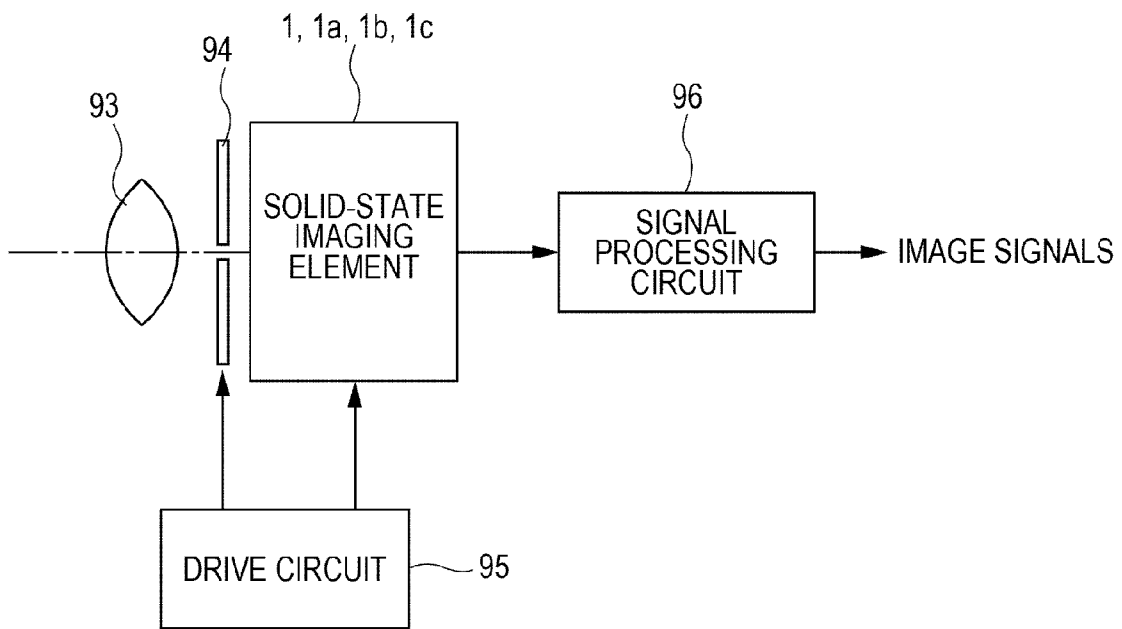 1, 1a, 1b, 1c
94
93
96
SOLID-STATE
IMAGING
ELEMENT
SIGNAL
PROCESSING
CIRCUIT
IMAGE SIGNALS
DRIVE CIRCUIT
95